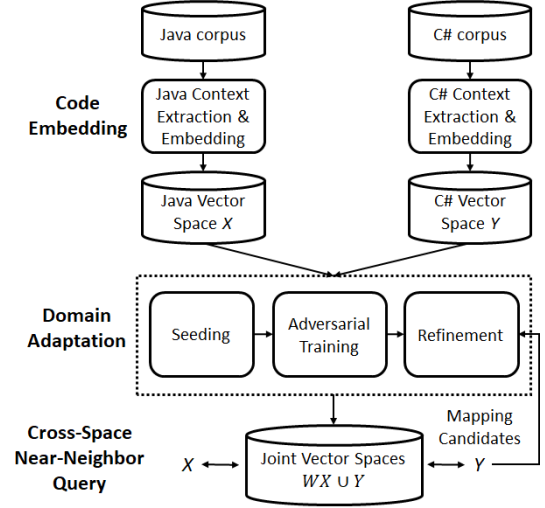 Java corpus
C# corpus
Code
Embedding
Java Context
Extraction &
Embedding
C# Context
Extraction &
Embedding
Java Vector
Space X
C# Vector
Space Y
Domain
Adaptation
Seeding
Adversarial
Training
Refinement
Cross-Space
Near-Neighbor
Query
X
Joint Vector Spaces
WX ∪ Y
Mapping
Candidates
Y